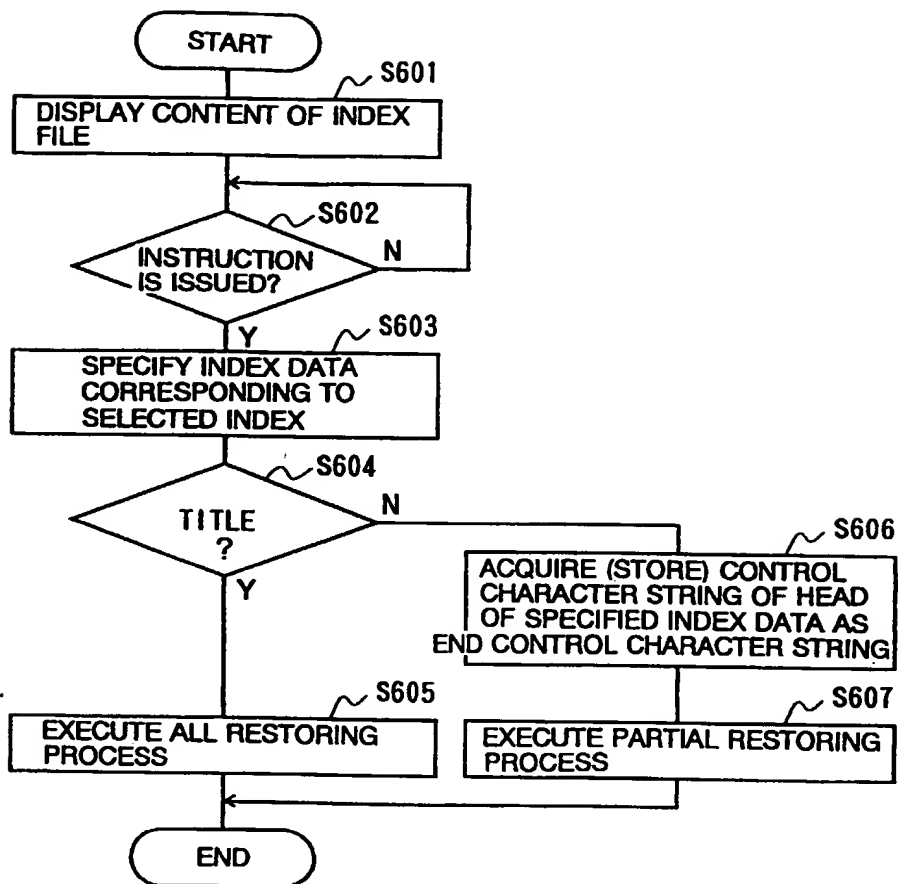 START
S601
DISPLAY CONTENT OF INDEX
FILE
S602
INSTRUCTION
IS ISSUED?
N
Y
S603
SPECIFY INDEX DATA
CORRESPONDING TO
SELECTED INDEX
S604
TITLE
?
N
Y
S606
ACQUIRE (STORE) CONTROL
CHARACTER STRING OF HEAD
OF SPECIFIED INDEX DATA AS
END CONTROL CHARACTER STRING
S605
EXECUTE ALL RESTORING
PROCESS
S607
EXECUTE PARTIAL RESTORING
PROCESS
END